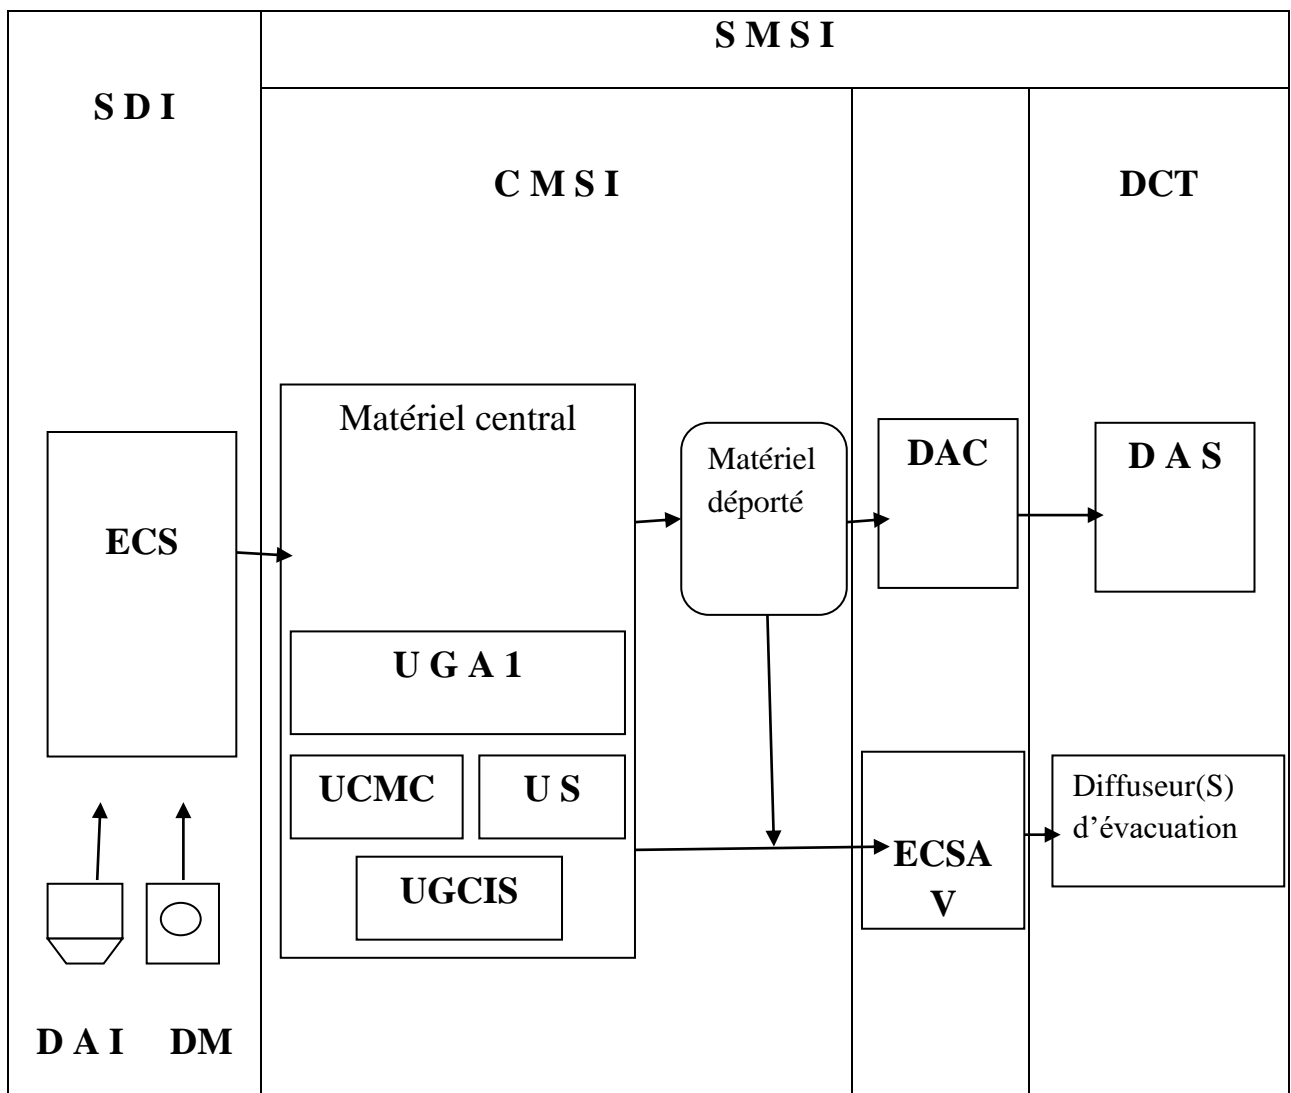 S M S I
S D I
C M S I
DCT
Matériel central
ECS
Matériel
déporté
DAC
D A S
U G A 1
UCMC
U S
UGCIS
ECSA
V
Diffuseur(S)
d’évacuation
D A I
DM